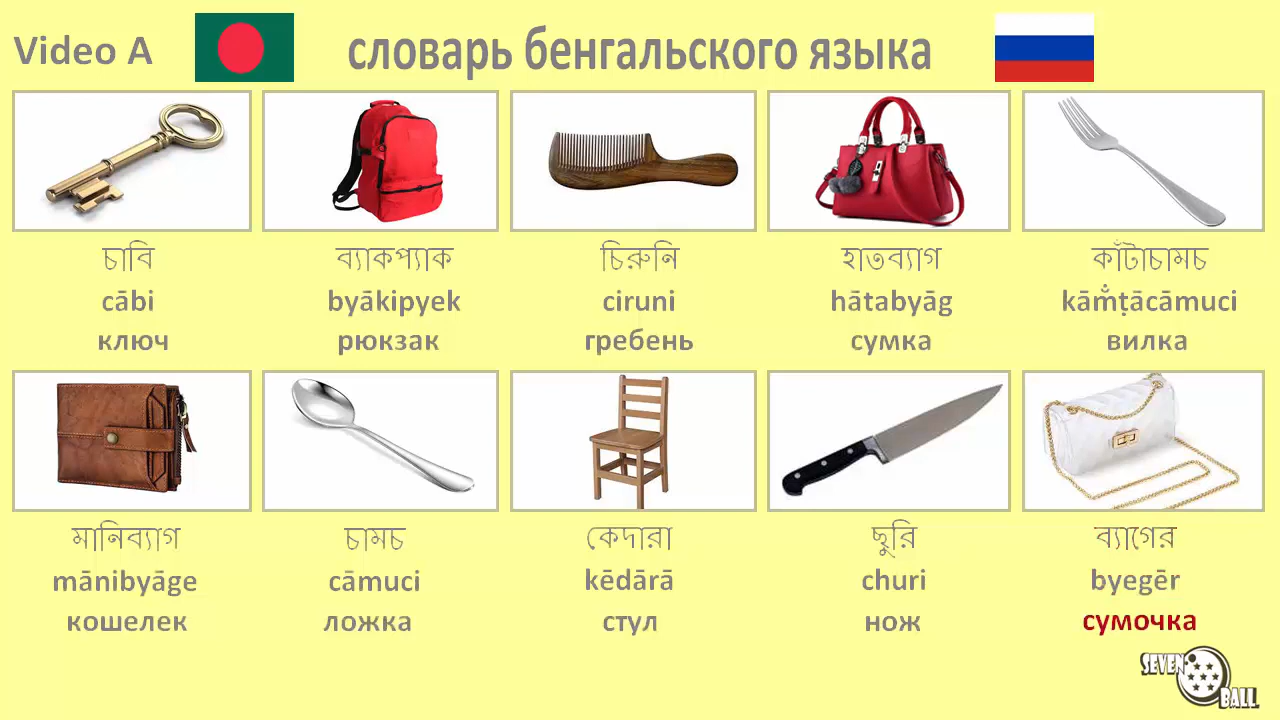 Video A
словарь бенгальского языка
চাবি
cābi
ключ
ব্যাকপ্যাক
byākipyek
рюкзак
চিরুনি
ciruni
гребень
হাতব্যাগ
hātabyāg
сумка
কাঁটাচামচ
kām̐ṭācāmuci
вилка
মানিব্যাগ
mānibyāge
кошелек
চামচ
cāmuci
ложка
কেদারা
kēdārā
стул
ছুরি
churi
нож
ব্যাগের
byegēr
сумочка
SEVEN
BALL